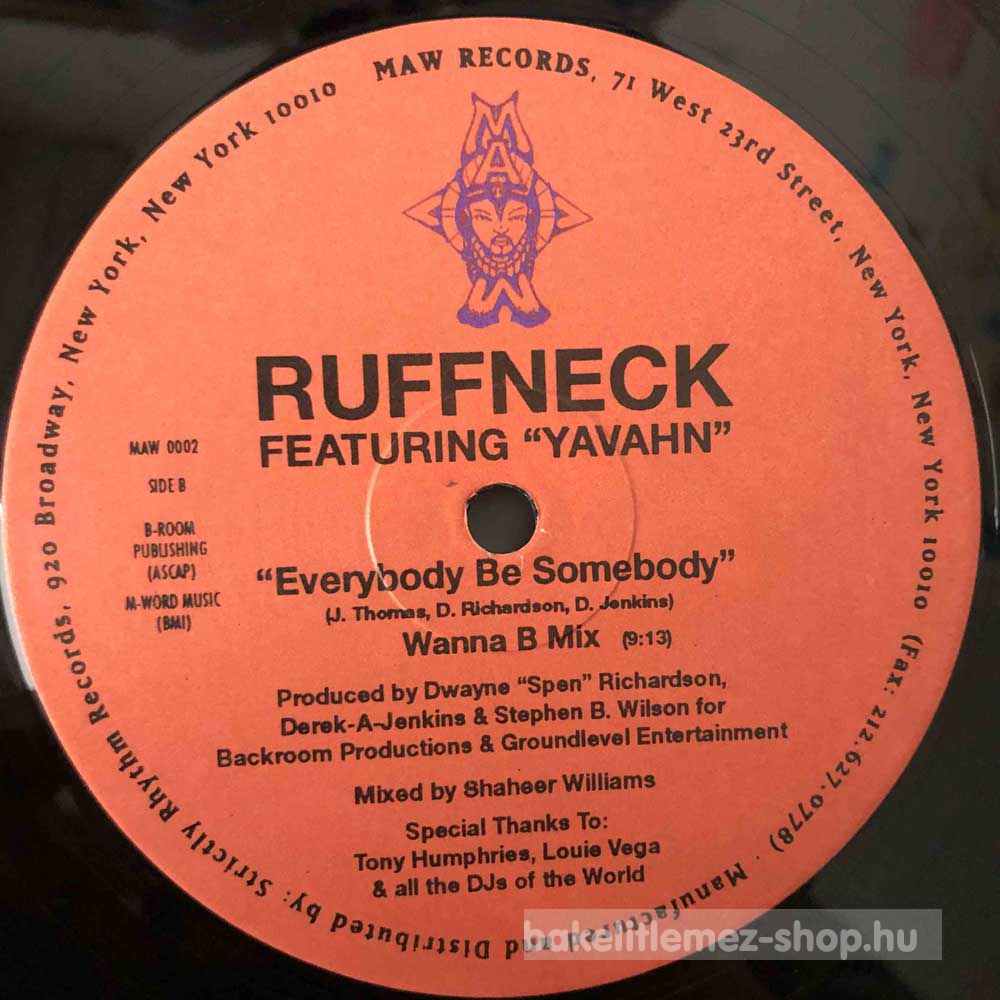 MAW RECORDS, 71 West 23rd Street, New York, New York 10010 (Fax: 212.627.0778) · Manufactured and Distributed by: Strictly Rhythm Records, 920 Broadway, New York, New York 10010
MAW
RUFFNECK
FEATURING “YAVAHN”
MAW 0002
SIDE B
B-ROOM
PUBLISHING
(ASCAP)
M-WORD MUSIC
(BMI)
“Everybody Be Somebody”
(J. Thomas, D. Richardson, D. Jenkins)
Wanna B Mix (9:13)
Produced by Dwayne “Spen” Richardson,
Derek-A-Jenkins & Stephen B. Wilson for
Backroom Productions & Groundlevel Entertainment
Mixed by Shaheer Williams
Special Thanks To:
Tony Humphries, Louie Vega
& all the DJs of the World
bakelitlemez-shop.hu